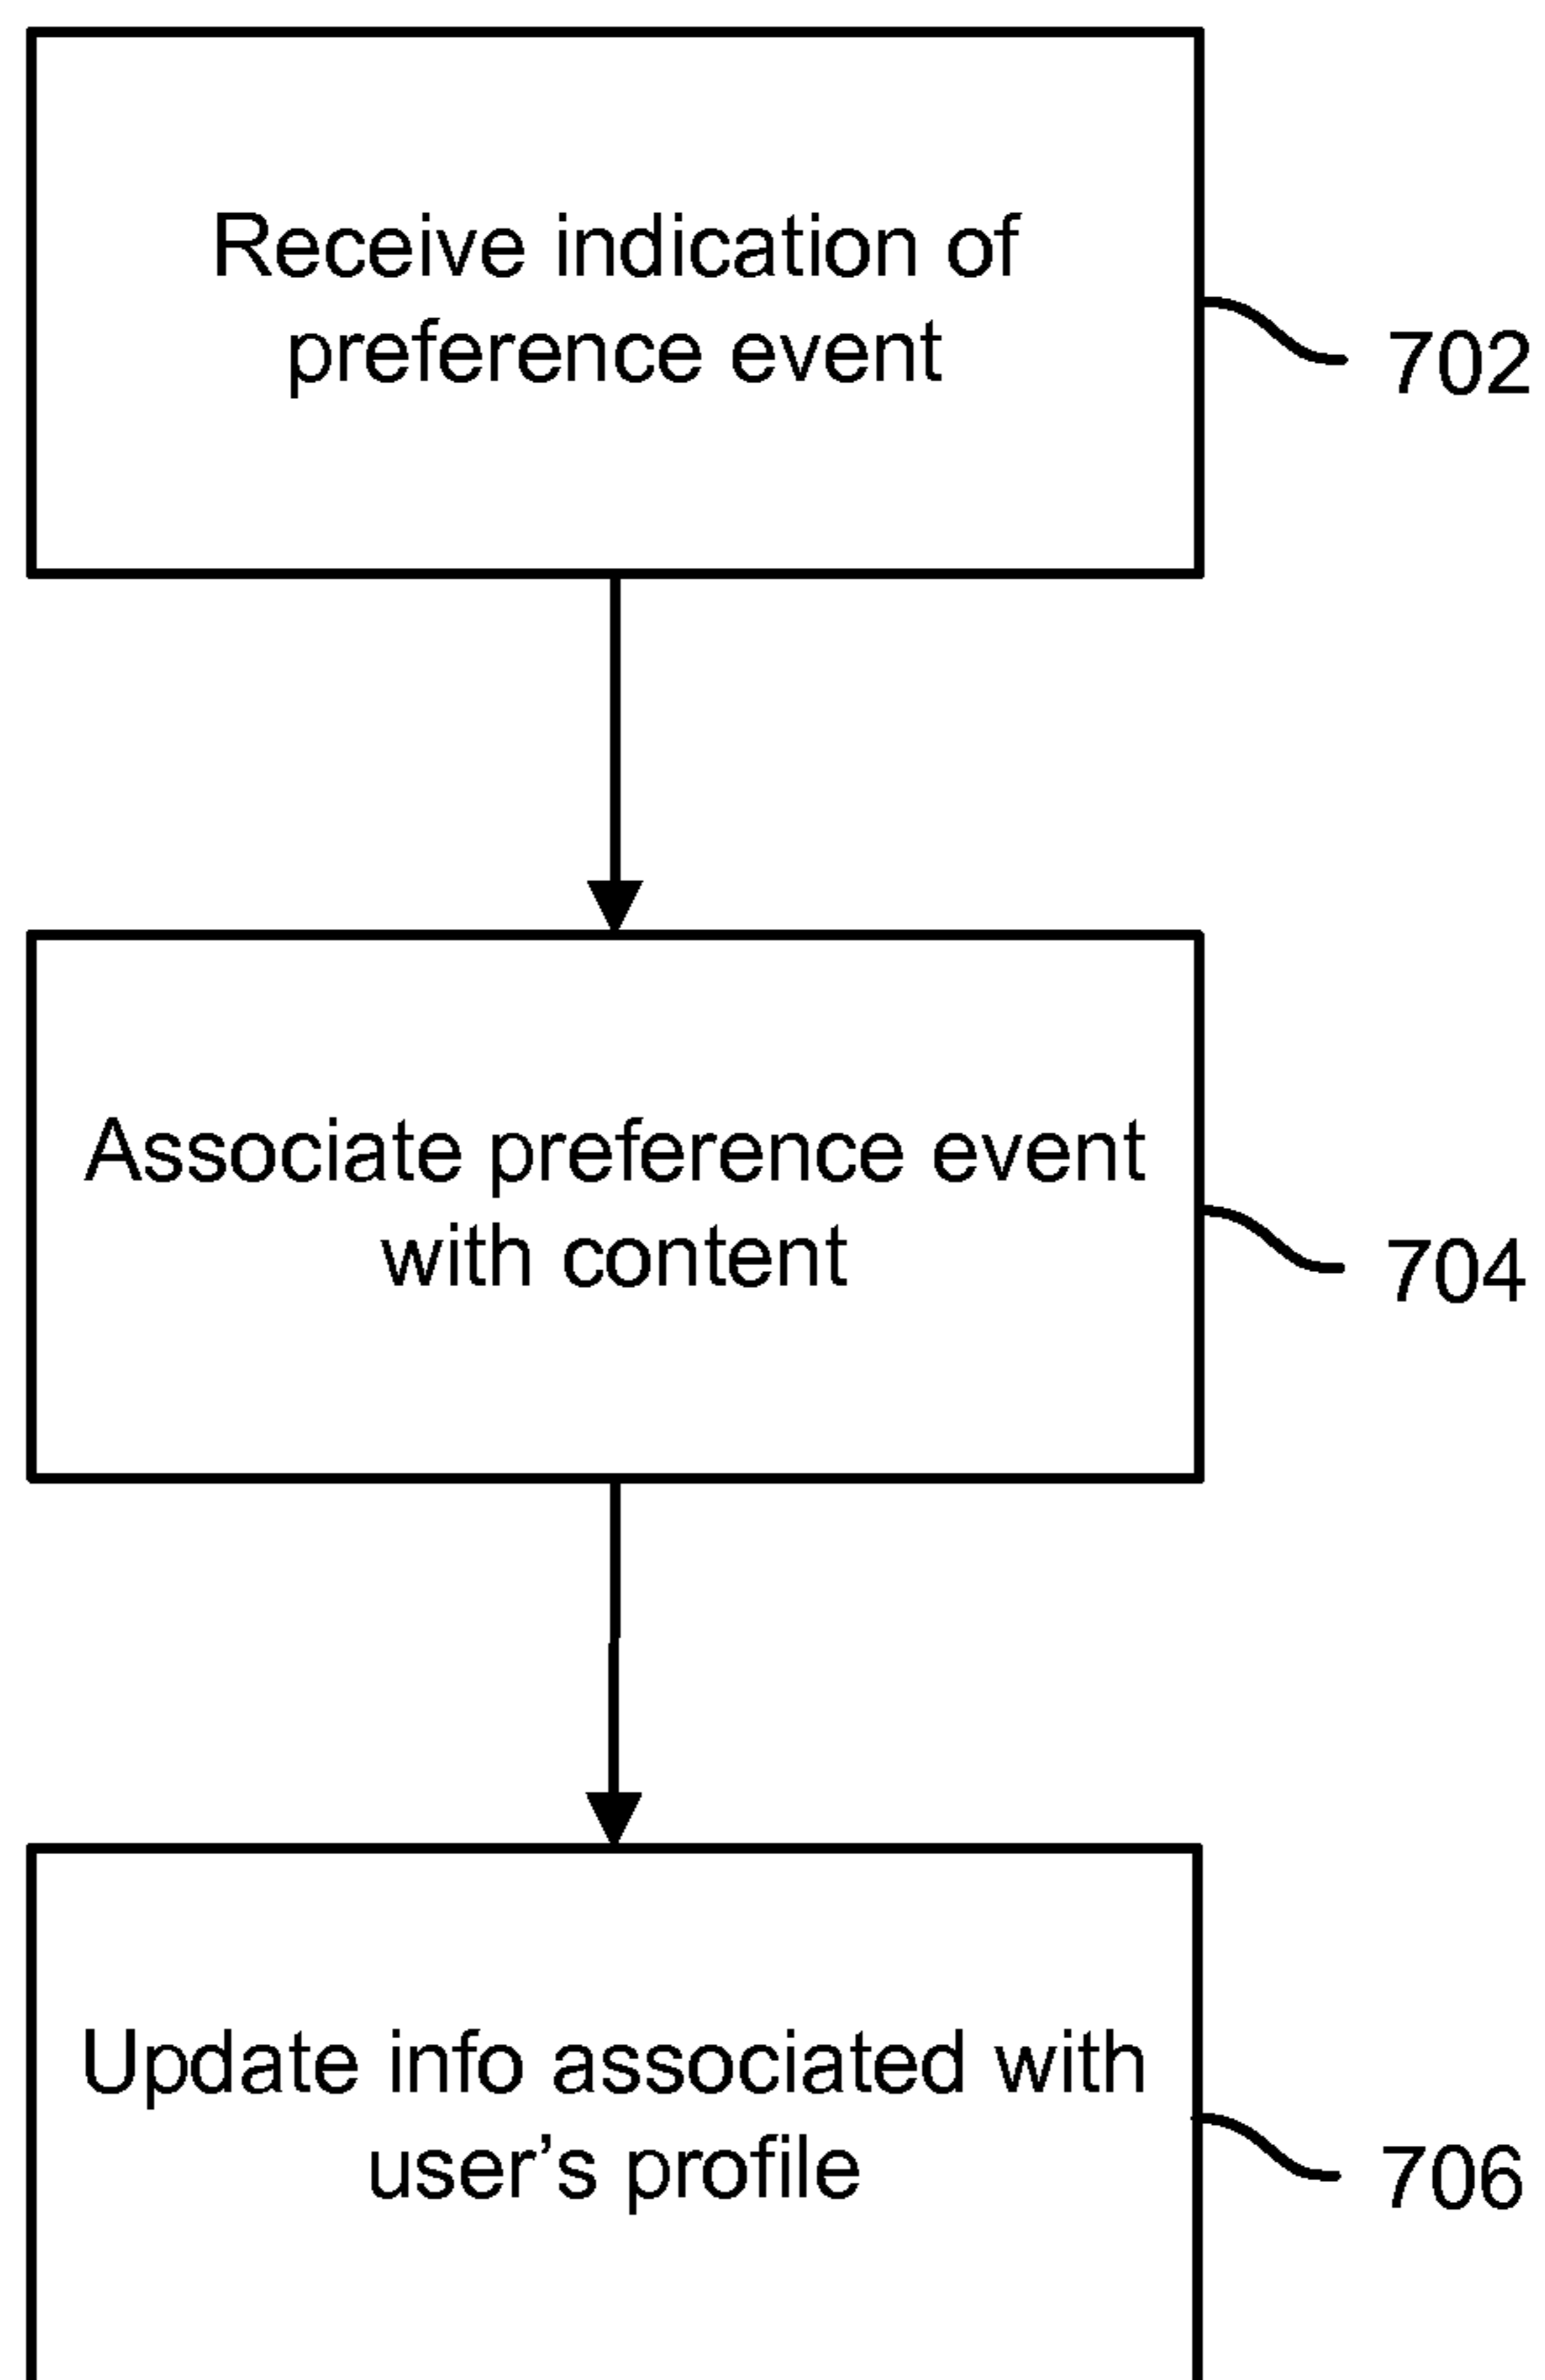 Receive indication of
preference event
702
Associate preference event
with content
704
Update info associated with
user’s profile
706